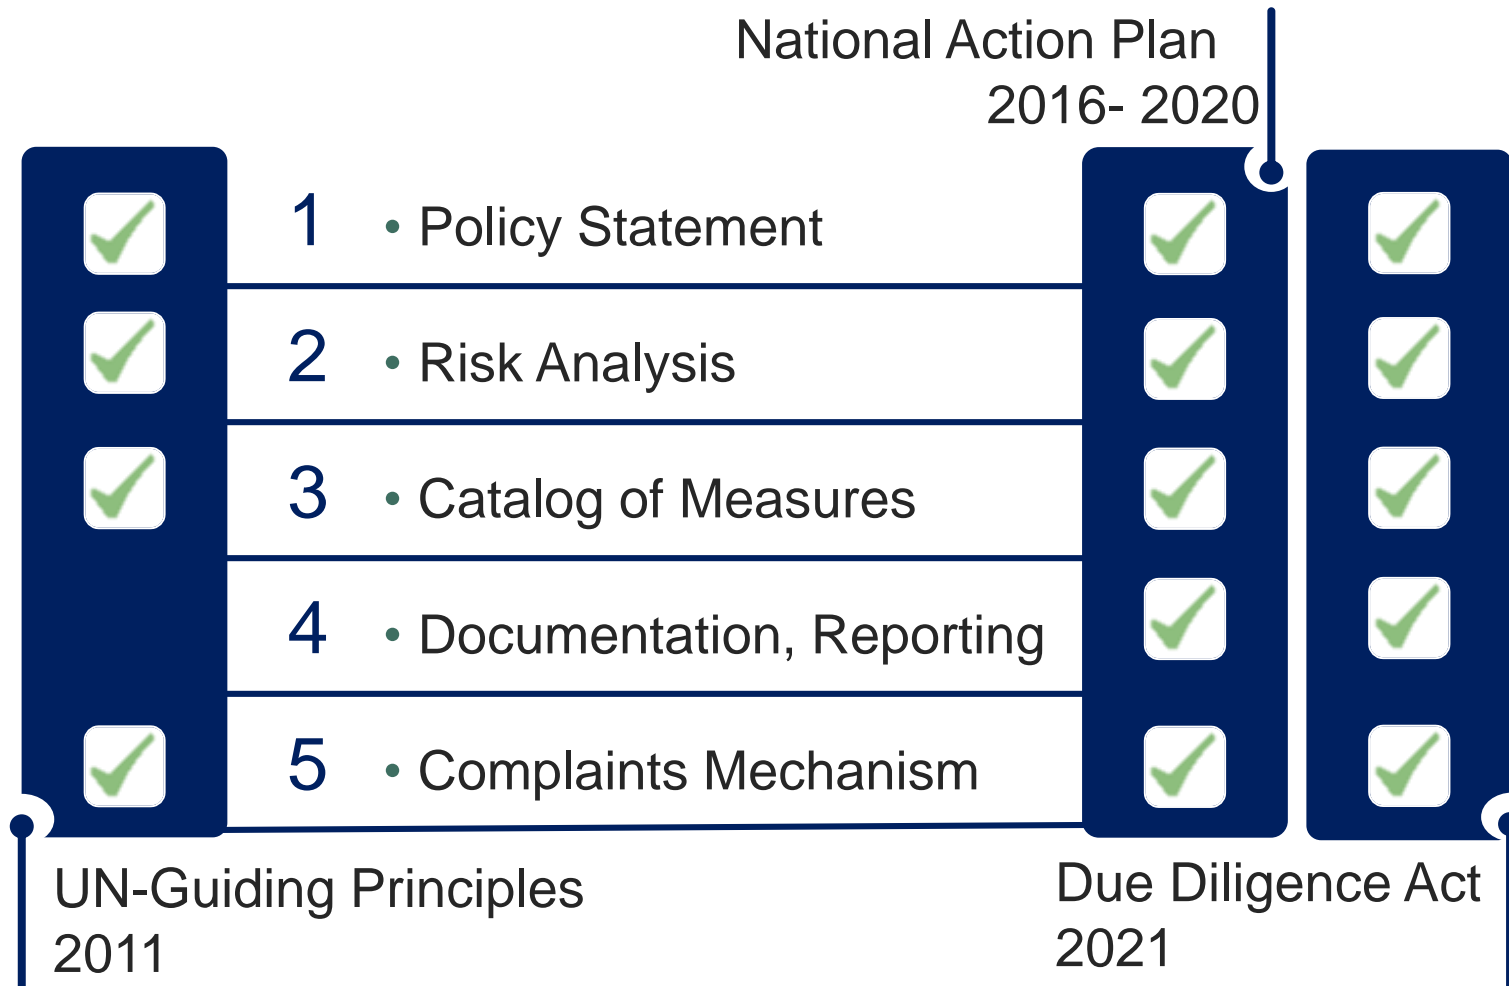 National Action Plan
2016- 2020
1 • Policy Statement
2 • Risk Analysis
3 • Catalog of Measures
4 • Documentation, Reporting
5 • Complaints Mechanism
UN-Guiding Principles
2011
Due Diligence Act
2021